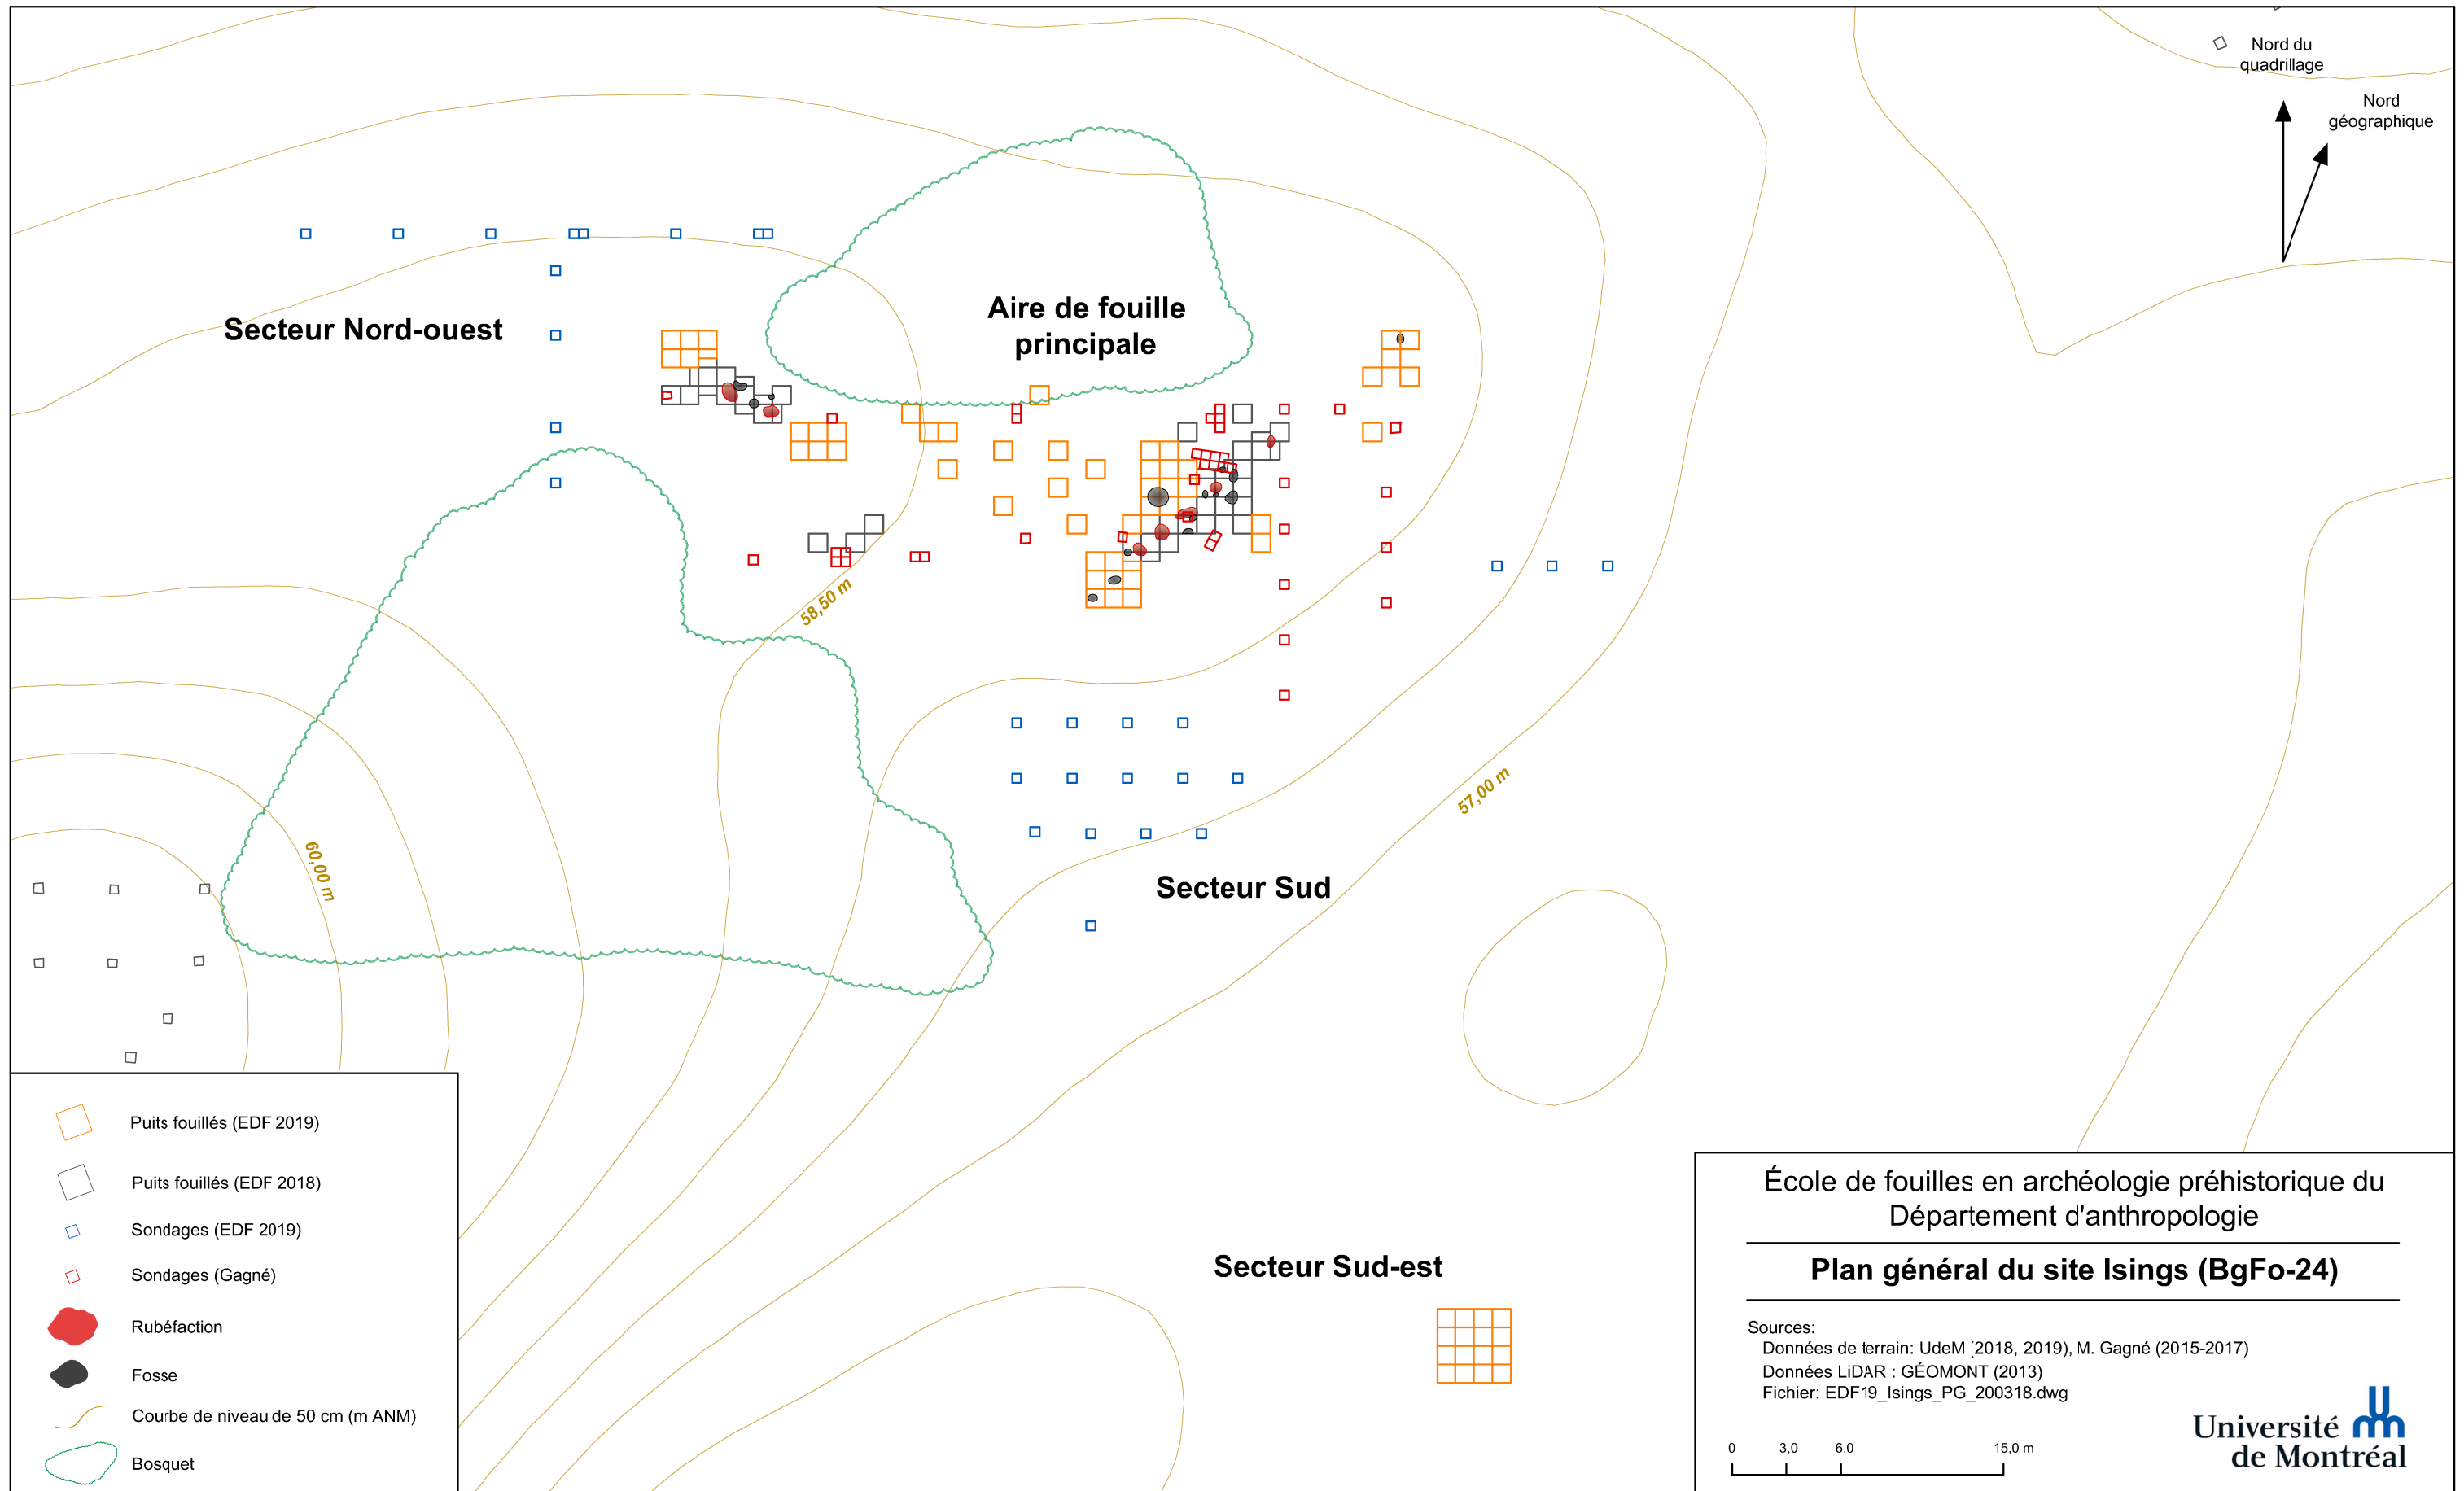 Nord du
quadrillage
Nord
géographique
Aire de fouille
principale
Secteur Nord-ouest
58,50 m
57,00 m
60,00 m
Secteur Sud
Secteur Sud-est
Puits fouillés (EDF 2019)
Puits fouillés (EDF 2018)
Sondages (EDF 2019)
Sondages (Gagné)
Rubéfaction
Fosse
Courbe de niveau de 50 cm (m ANM)
Bosquet
École de fouilles en archéologie préhistorique du
Département d'anthropologie
Plan général du site Isings (BgFo-24)
Sources:
Données de terrain: UdeM (2018, 2019), M. Gagné (2015-2017)
Données LiDAR : GÉOMONT (2013)
Fichier: EDF19_Isings_PG_200318.dwg
0 3,0 6,0 15,0 m
Université
de Montréal